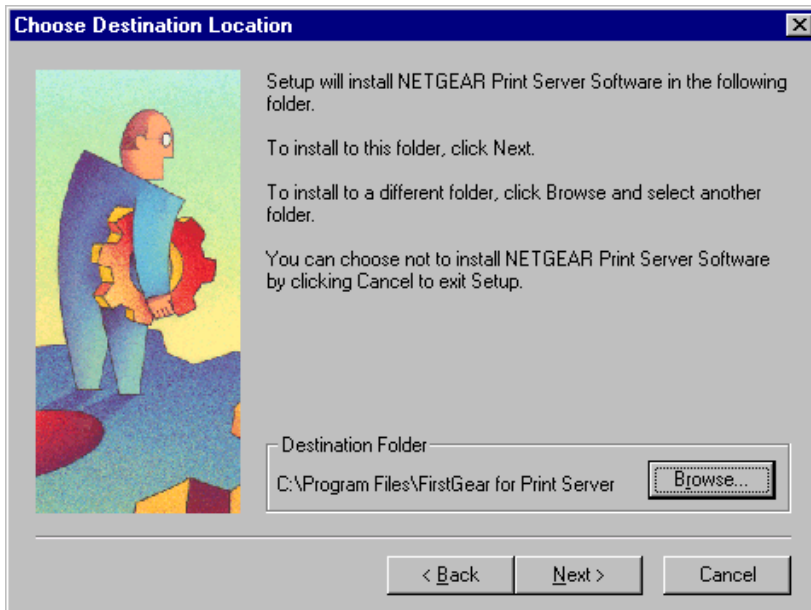 Choose Destination Location
Setup will install NETGEAR Print Server Software in the following
folder.
To install to this folder, click Next.
To install to a different folder, click Browse and select another
folder.
You can choose not to install NETGEAR Print Server Software
by clicking Cancel to exit Setup.
Destination Folder
C:\Program Files\FirstGear for Print Server
Browse...
< Back
Next >
Cancel